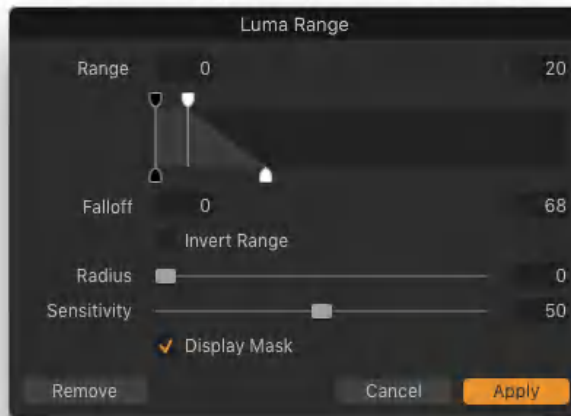 Luma Range
Range 0 20
Falloff 0 68
Invert Range
Radius 0
Sensitivity 50
Display Mask
Remove Cancel Apply